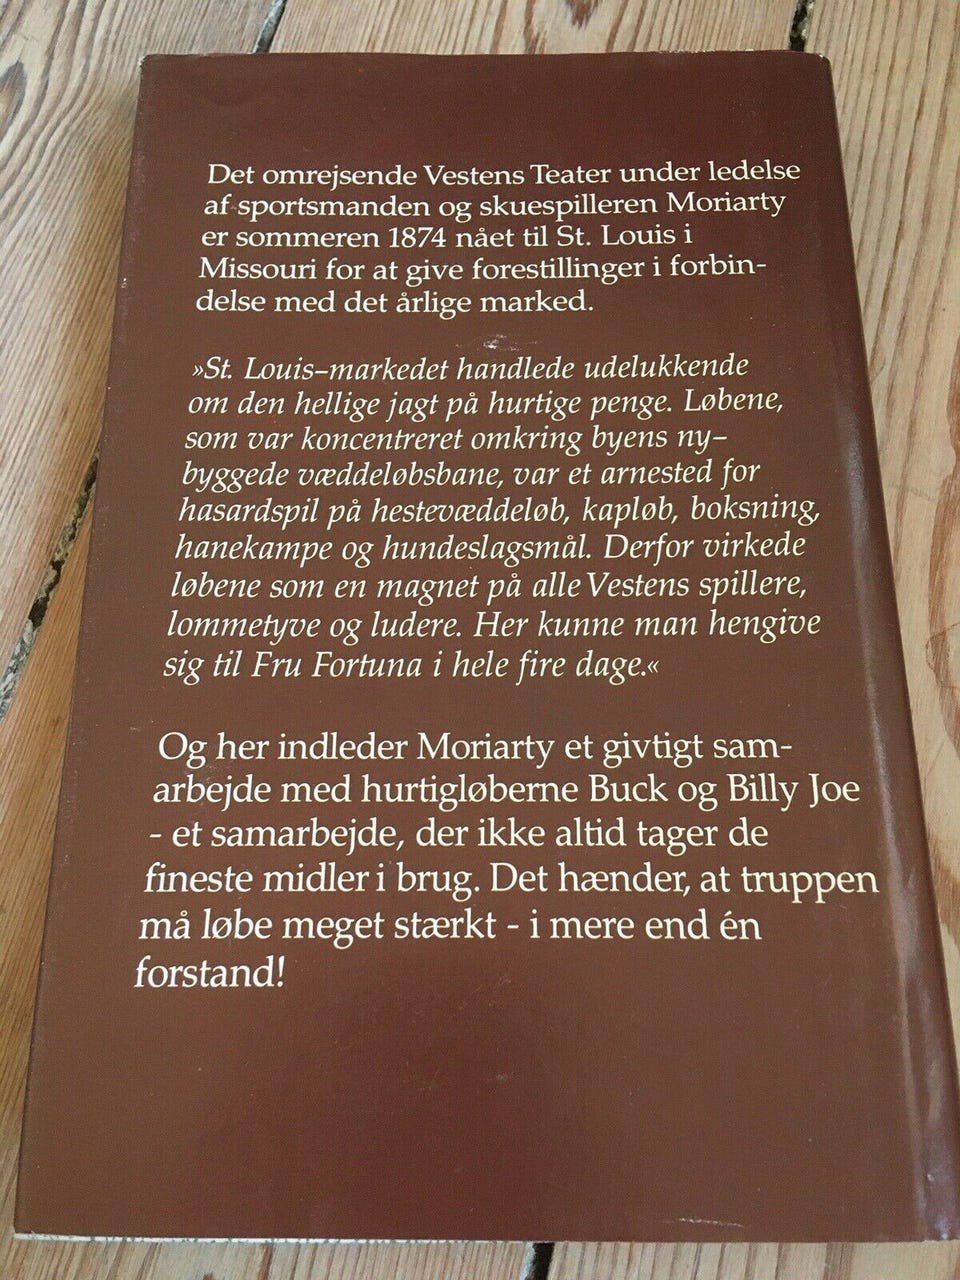 Det omrejsende Vestens Teater under ledelse
af sportsmanden og skuespilleren Moriarty
er sommeren 1874 nået til St. Louis i
Missouri for at give forestillinger i forbin-
delse med det årlige marked.
»St. Louis-markedet handlede udelukkende
om den hellige jagt på hurtige penge. Løbene,
som var koncentreret omkring byens ny-
byggede væddeløbsbane, var et arnested for
hasardspil på hestevæddeløb, kapløb, boksning,
hanekampe og hundeslagsmål. Derfor virkede
løbene som en magnet på alle Vestens spillere,
lommetyve og ludere. Her kunne man hengive
sig til Fru Fortuna i hele fire dage.«
Og her indleder Moriarty et givtigt sam-
arbejde med hurtigløberne Buck og Billy Joe
- et samarbejde, der ikke altid tager de
fineste midler i brug. Det hænder, at truppen
må løbe meget stærkt - i mere end én
forstand!